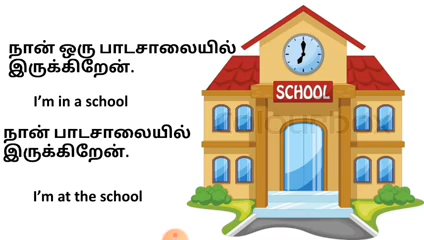 நான் ஒரு பாடசாலையில்
இருக்கிறேன்.
I'm in a school
நான் பாடசாலையில்
இருக்கிறேன்.
I'm at the school
SCHOOL